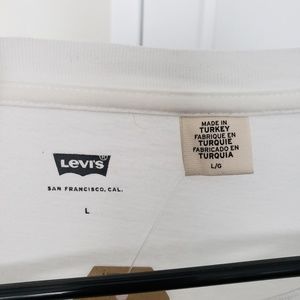 Levi's®
SAN FRANCISCO, CAL.
L
MADE IN
TURKEY
FABRIQUE EN
TURQUIE
FABRICADO EN
TURQUIA
L/G